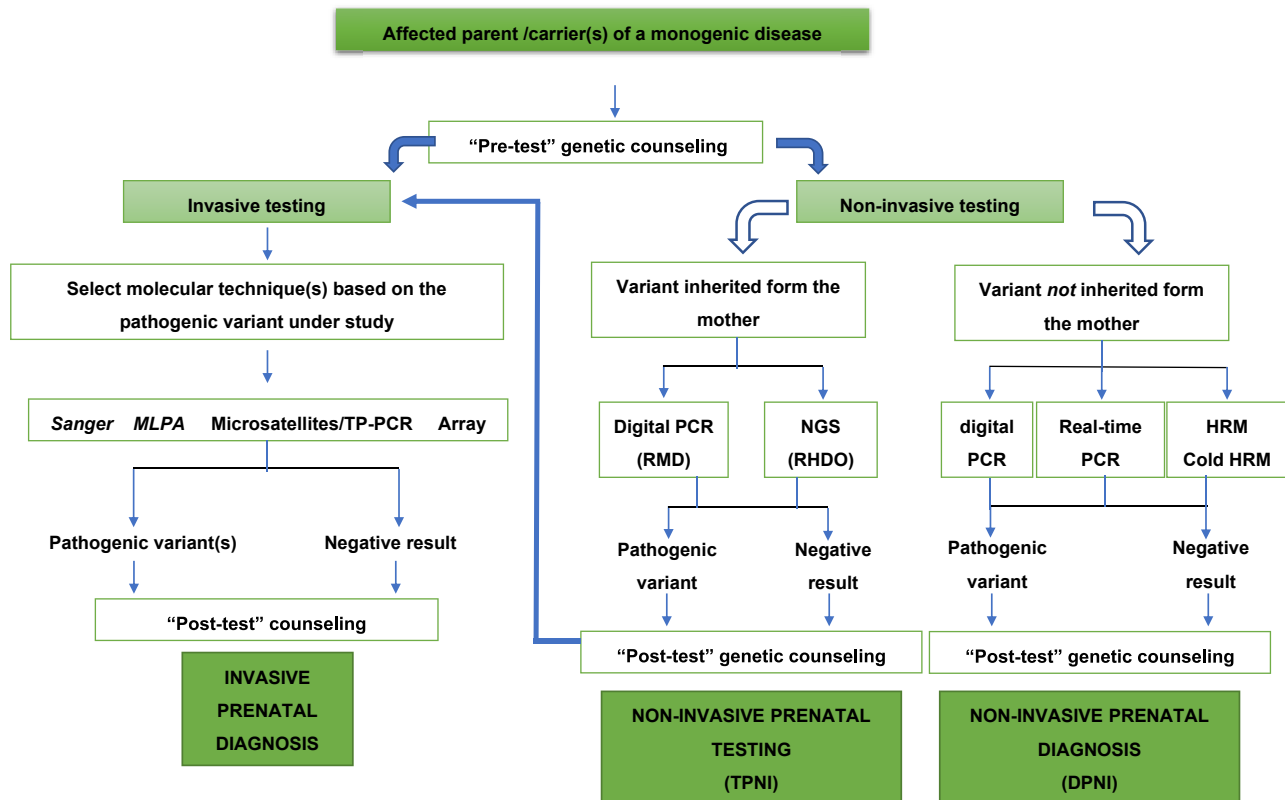 Affected parent /carrier(s) of a monogenic disease
“Pre-test” genetic counseling
Invasive testing
Non-invasive testing
Select molecular technique(s) based on the
pathogenic variant under study
Variant inherited form the
mother
Variant not inherited form
the mother
Sanger MLPA Microsatellites/TP-PCR Array
Digital PCR
(RMD)
NGS
(RHDO)
digital
PCR
Real-time
PCR
HRM
Cold HRM
Pathogenic variant(s)
Negative result
Pathogenic
variant
Negative
result
Pathogenic
variant
Negative
result
“Post-test” counseling
“Post-test” genetic counseling
“Post-test” genetic counseling
INVASIVE
PRENATAL
DIAGNOSIS
NON-INVASIVE PRENATAL
TESTING
(TPNI)
NON-INVASIVE PRENATAL
DIAGNOSIS
(DPNI)